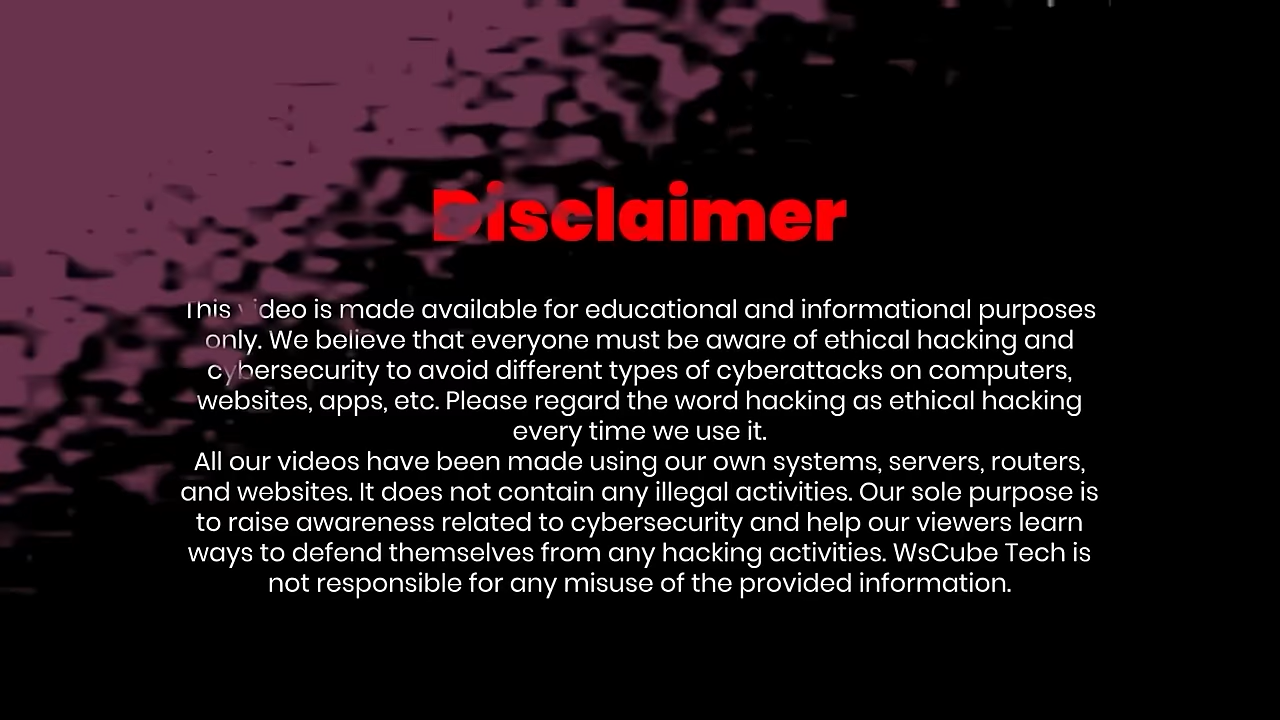 Disclaimer
This video is made available for educational and informational purposes
only. We believe that everyone must be aware of ethical hacking and
cybersecurity to avoid different types of cyberattacks on computers,
websites, apps, etc. Please regard the word hacking as ethical hacking
every time we use it.
All our videos have been made using our own systems, servers, routers,
and websites. It does not contain any illegal activities. Our sole purpose is
to raise awareness related to cybersecurity and help our viewers learn
ways to defend themselves from any hacking activities. WsCube Tech is
not responsible for any misuse of the provided information.